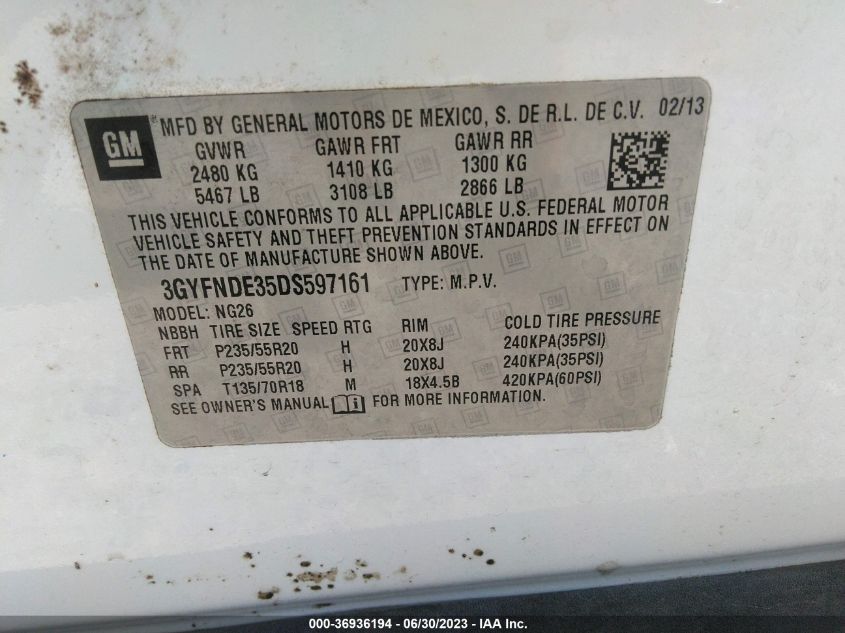 GM ® MFD BY GENERAL MOTORS DE MEXICO, S. DE R.L. DE C.V. 02/13
GVWR GAWR FRT GAWR RR
2480 KG 1410 KG 1300 KG
5467 LB 3108 LB 2866 LB
THIS VEHICLE CONFORMS TO ALL APPLICABLE U.S. FEDERAL MOTOR
VEHICLE SAFETY AND THEFT PREVENTION STANDARDS IN EFFECT ON
THE DATE OF MANUFACTURE SHOWN ABOVE.
3GYFNDE35DS597161 TYPE: M.P.V.
MODEL: NG26
NBBH TIRE SIZE SPEED RTG RIM COLD TIRE PRESSURE
FRT P235/55R20 H 20X8J 240KPA(35PSI)
RR P235/55R20 H 20X8J 240KPA(35PSI)
SPA T135/70R18 M 18X4.5B 420KPA(60PSI)
SEE OWNER'S MANUAL i FOR MORE INFORMATION.
000-36936194 - 06/30/2023 - IAA Inc.